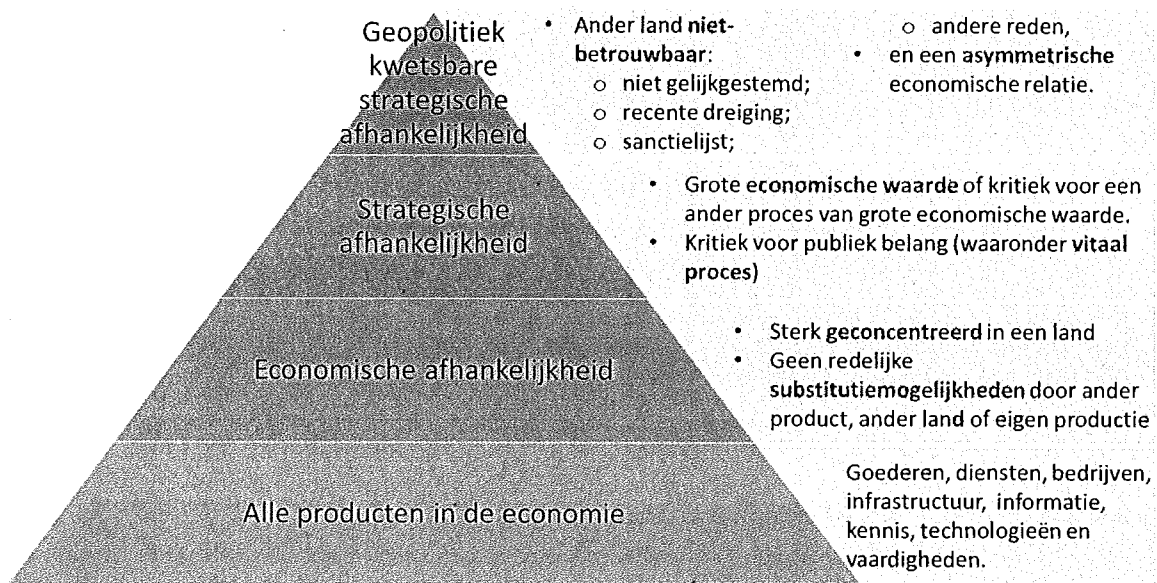 Geopolitiek
kwetsbare
strategische
afhankelijkheid
• Ander land niet-
betrouwbaar:
o niet gelijkgestemd;
o recente dreiging;
o sanctielijst;
o andere reden,
• en een asymmetrische
economische relatie.
Strategische
afhankelijkheid
• Grote economische waarde of kritiek voor een
ander proces van grote economische waarde.
• Kritiek voor publiek belang (waaronder vitaal
proces)
Economische afhankelijkheid
• Sterk geconcentreerd in een land
• Geen redelijke
substitutiemogelijkheden door ander
product, ander land of eigen productie
Alle producten in de economie
Goederen, diensten, bedrijven,
infrastructuur, informatie,
kennis, technologieën en
vaardigheden.